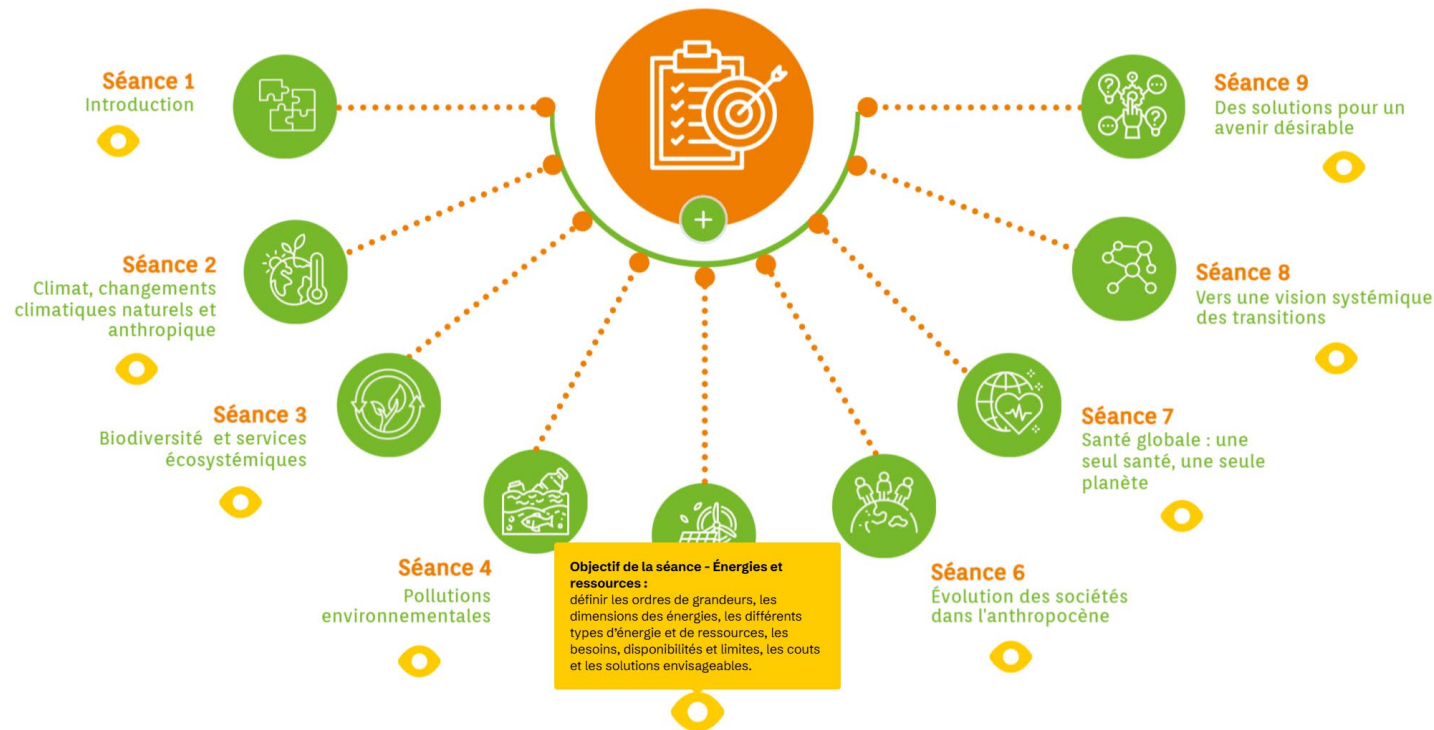 Séance 1
Introduction
Séance 2
Climat, changements
climatiques naturels et
anthropique
Séance 3
Biodiversité et services
écosystémiques
Séance 4
Pollutions
environnementales
Objectif de la séance - Énergies et
ressources :
définir les ordres de grandeurs, les
dimensions des énergies, les différents
types d'énergie et de ressources, les
besoins, disponibilités et limites, les couts
et les solutions envisageables.
Séance 6
Évolution des sociétés
dans l'anthropocène
Séance 7
Santé globale : une
seul santé, une seule
planète
Séance 8
Vers une vision systémique
des transitions
Séance 9
Des solutions pour un
avenir désirable